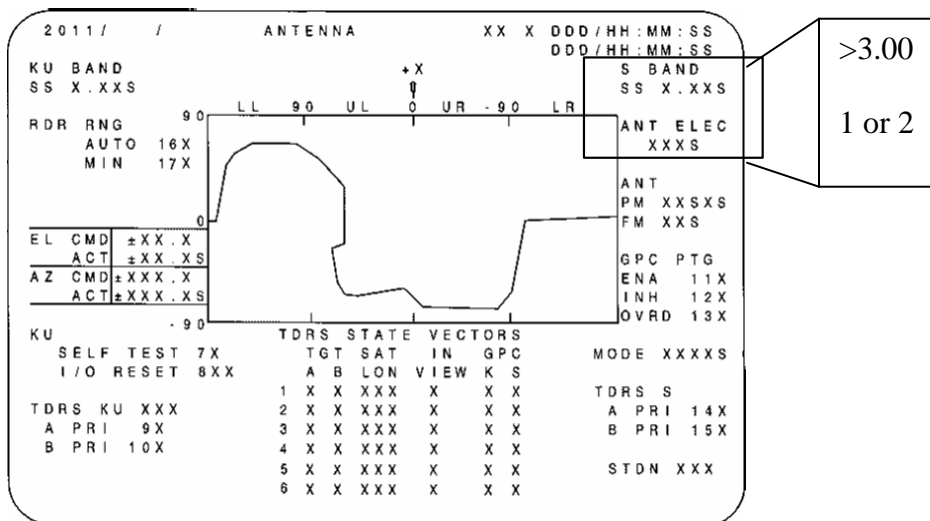 2011/ / ANTENNA XX X DDD/HH:MM:SS
DDD/HH:MM:SS
KU BAND +X S BAND >3.00
SS X.XXS SS X.XXS
LL 90 UL 0 UR -90 LR
90
RDR RNG ANT ELEC 1 or 2
AUTO 16X XXXS
MIN 17X
ANT
PM XXSXS
0 FM XXS
EL CMD ±XX.X
ACT ±XX.XS GPC PTG
AZ CMD ±XXX.X ENA 11X
ACT ±XXX.XS INH 12X
OVRD 13X
-90
KU TDRS STATE VECTORS
SELF TEST 7X TGT SAT IN GPC MODE XXXXS
I/O RESET 8XX A B LON VIEW K S
1 X X XXX X X X TDRS S
TDRS KU XXX 2 X X XXX X X X A PRI 14X
A PRI 9X 3 X X XXX X X X B PRI 15X
B PRI 10X 4 X X XXX X X X
5 X X XXX X X X STDN XXX
6 X X XXX X X X